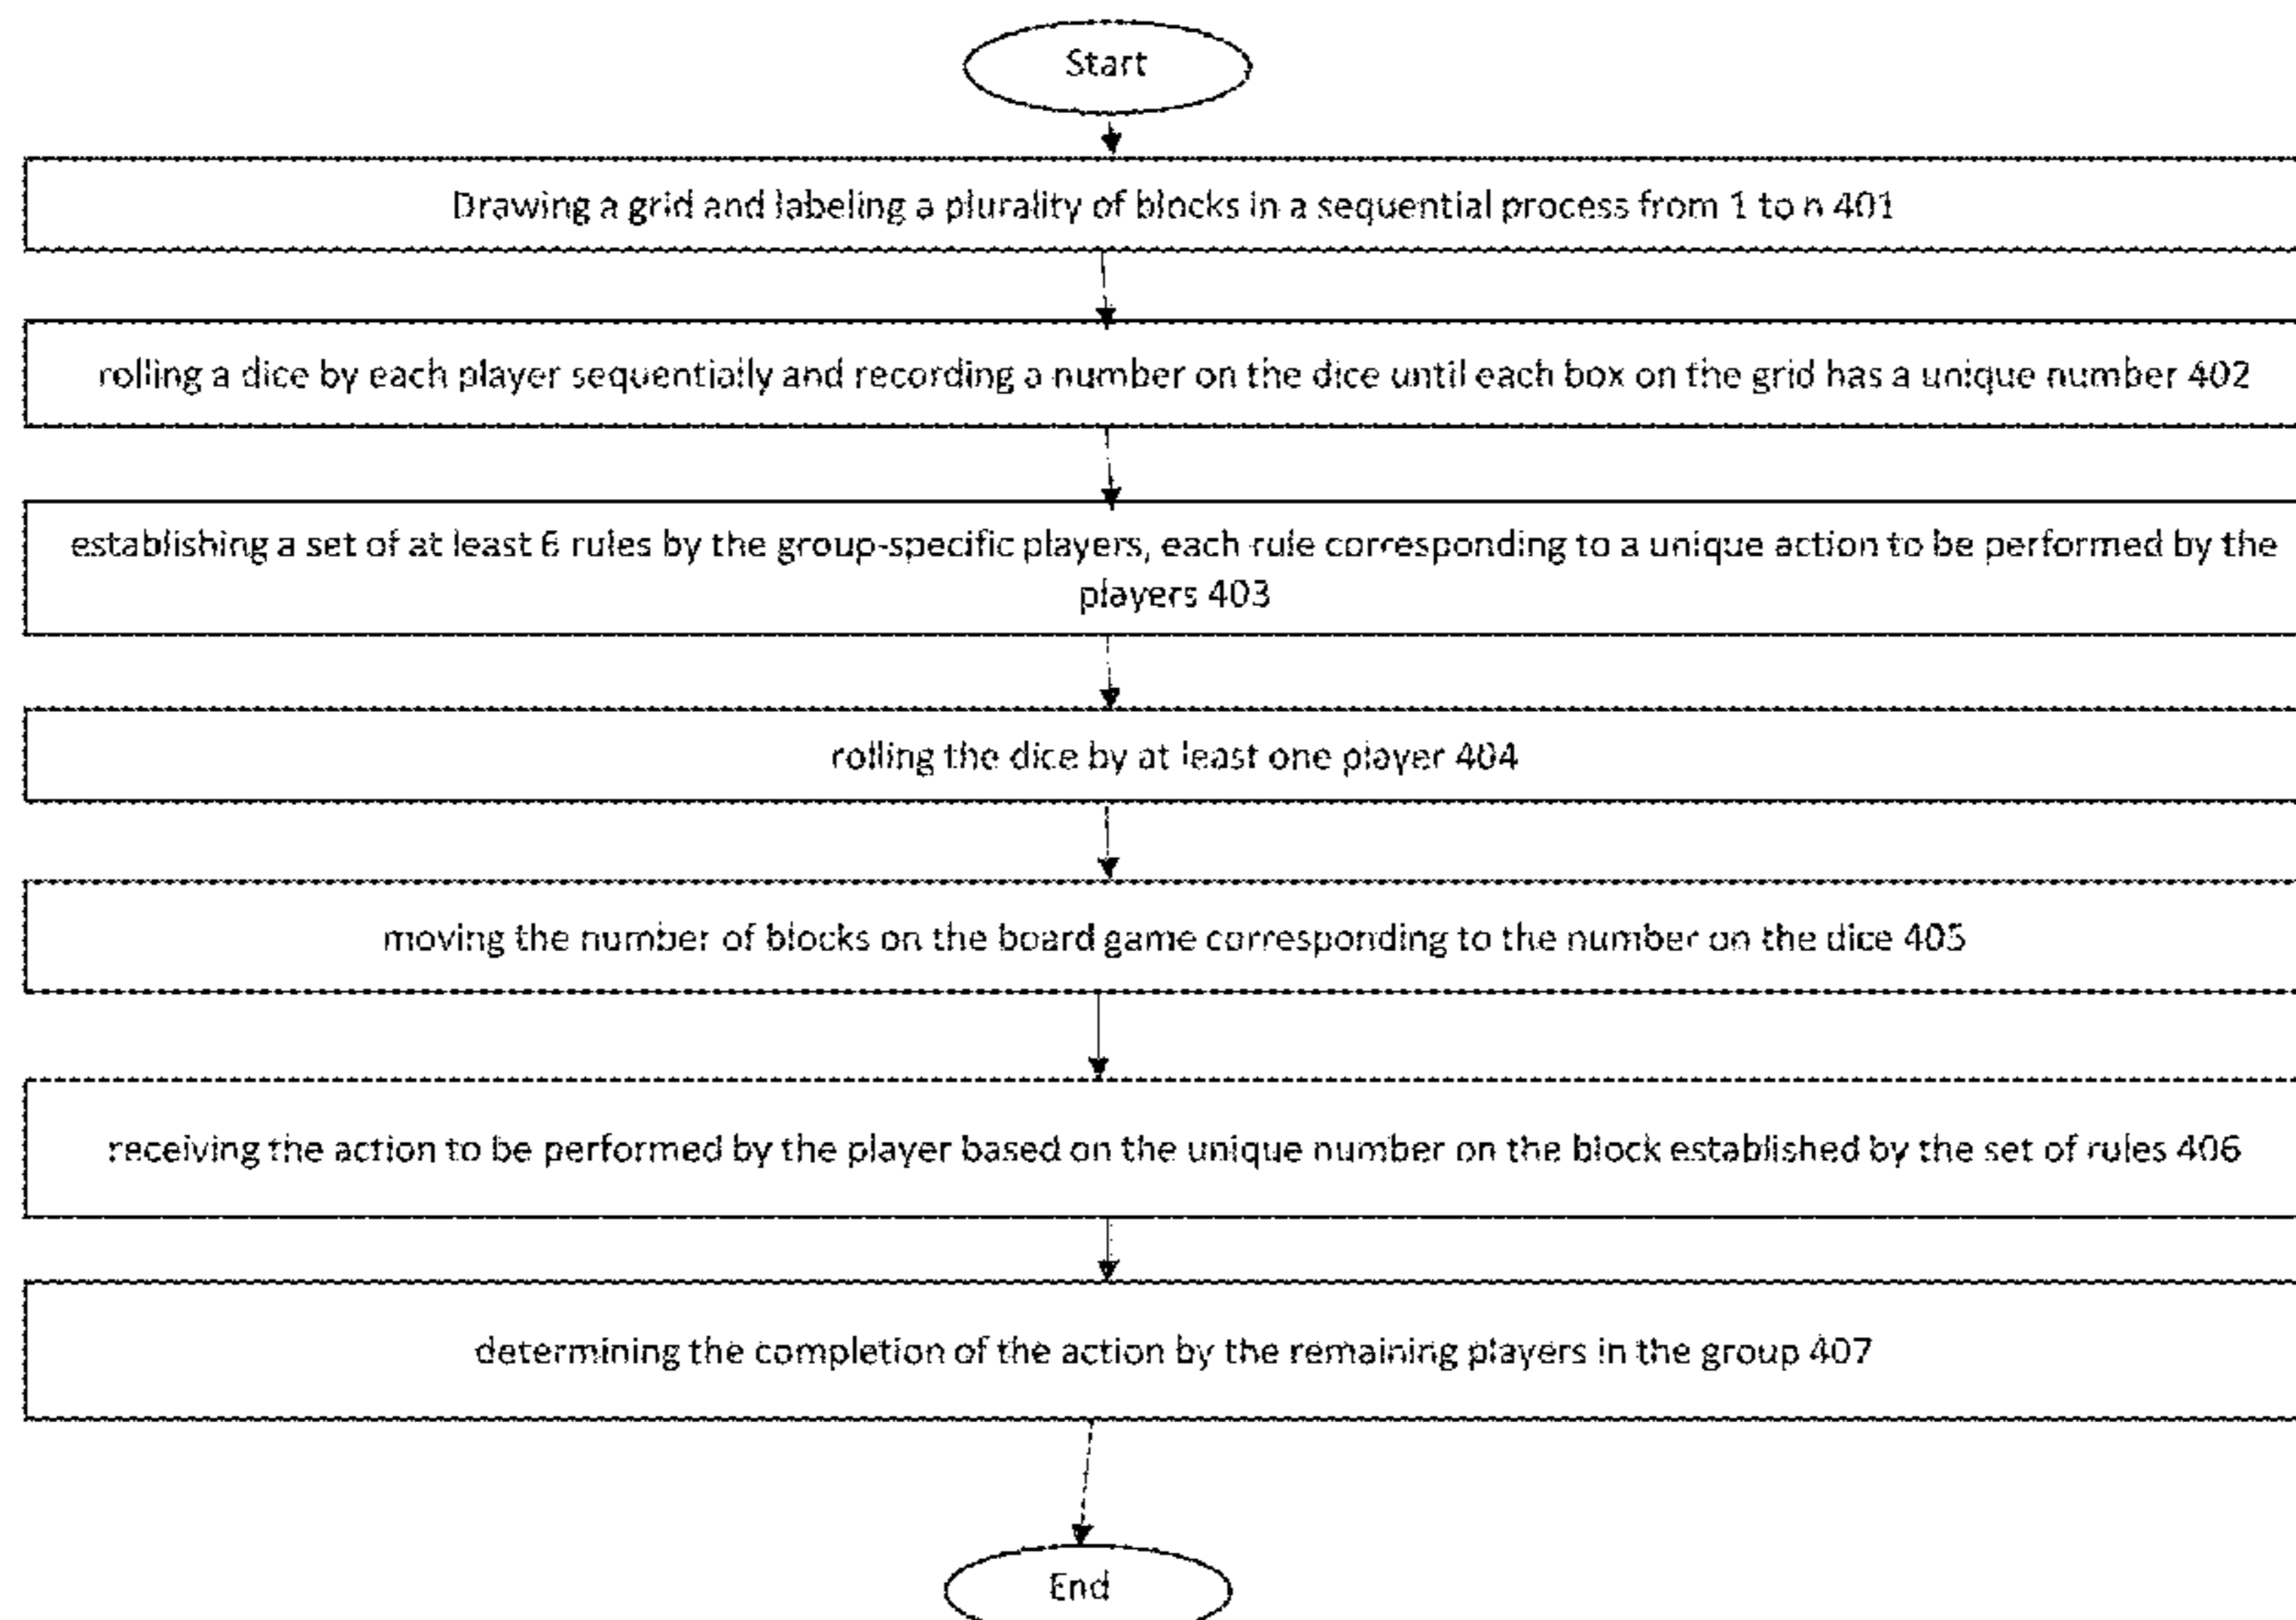 Start
Drawing a grid and labeling a plurality of blocks in a sequential process from 1 to n 401
rolling a dice by each player sequentially and recording a number on the dice until each box on the grid has a unique number 402
establishing a set of at least 6 rules by the group-specific players, each rule corresponding to a unique action to be performed by the
players 403
rolling the dice by at least one player 404
moving the number of blocks on the board game corresponding to the number on the dice 405
receiving the action to be performed by the player based on the unique number on the block established by the set of rules 406
determining the completion of the action by the remaining players in the group 407
End